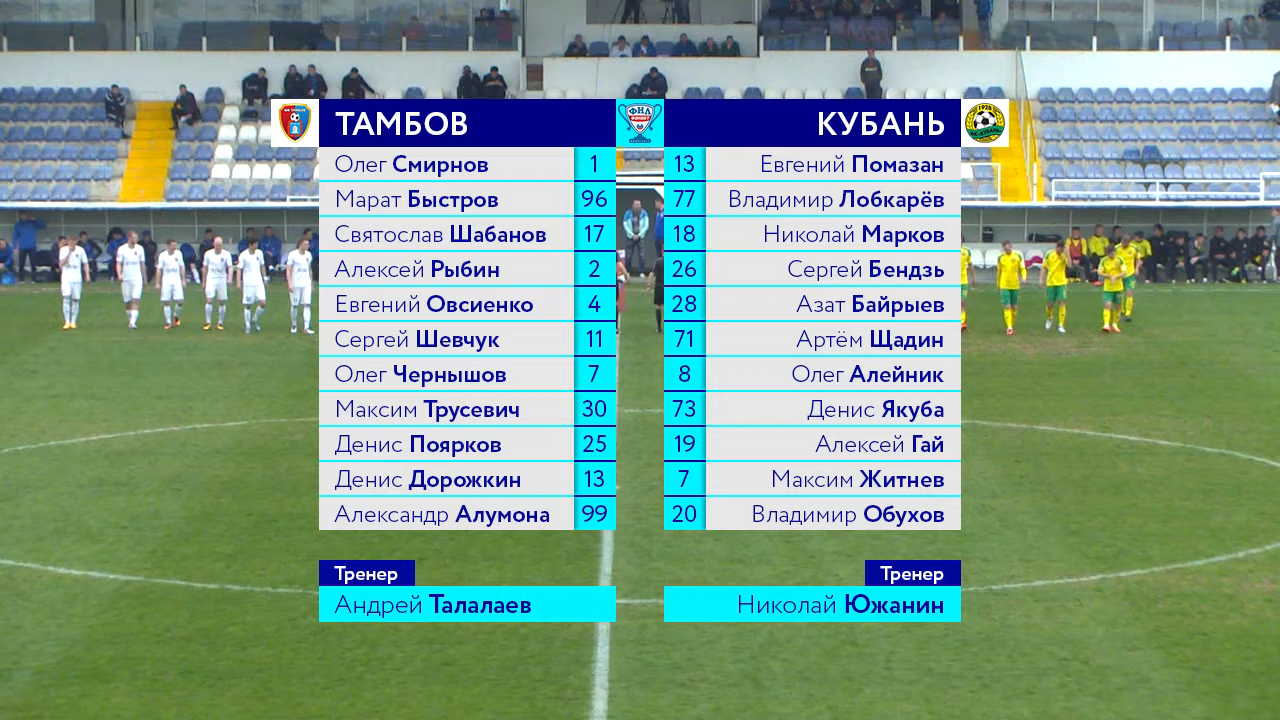 ТАМБОВ ФНЛ КУБАНЬ
ФОНБЕТ
1928
Олег Смирнов 1 13 Евгений Помазан
Марат Быстров 96 77 Владимир Лобкарёв
Святослав Шабанов 17 18 Николай Марков
Алексей Рыбин 2 26 Сергей Бендзь
Евгений Овсиенко 4 28 Азат Байрыев
Сергей Шевчук 11 71 Артём Щадин
Олег Чернышов 7 8 Олег Алейник
Максим Трусевич 30 73 Денис Якуба
Денис Поярков 25 19 Алексей Гай
Денис Дорожкин 13 7 Максим Житнев
Александр Алумона 99 20 Владимир Обухов
Тренер Тренер
Андрей Талалаев Николай Южанин